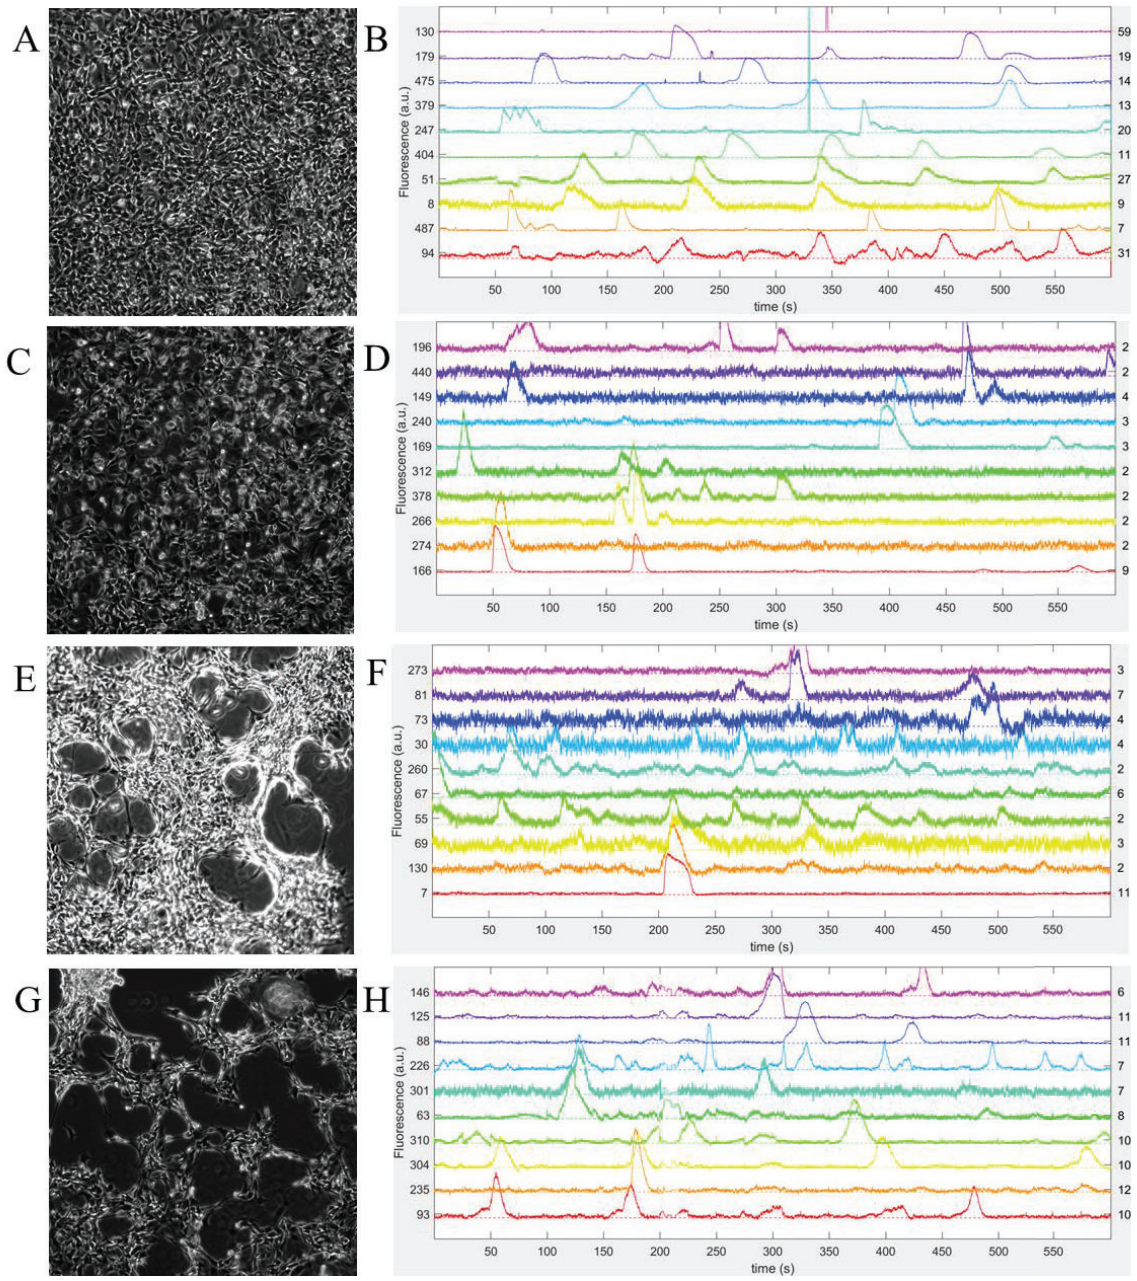 A
B
Fluorescence (a.u.)
130 59
179 19
475 14
379 13
247 20
404 11
51 27
8 9
487 7
94 31
50 100 150 200 250 300 350 400 450 500 550
time (s)
C
D
Fluorescence (a.u.)
196 2
440 2
149 4
240 3
169 3
312 2
378 2
266 2
274 2
166 9
50 100 150 200 250 300 350 400 450 500 550
time (s)
E
F
Fluorescence (a.u.)
273 3
81 7
73 4
30 4
260 2
67 6
55 2
69 3
130 2
7 11
50 100 150 200 250 300 350 400 450 500 550
time (s)
G
H
Fluorescence (a.u.)
146 6
125 11
88 11
226 7
301 7
63 8
310 10
304 10
235 12
93 10
50 100 150 200 250 300 350 400 450 500 550
time (s)